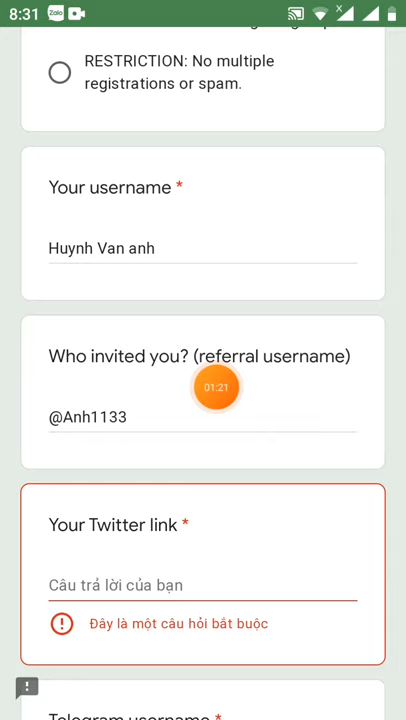 8:31 Zalo x
RESTRICTION: No multiple
registrations or spam.
Your username *
Huynh Van anh
Who invited you? (referral username)
01:21
@Anh1133
Your Twitter link *
Câu trả lời của bạn
Đây là một câu hỏi bắt buộc
Telegram username *